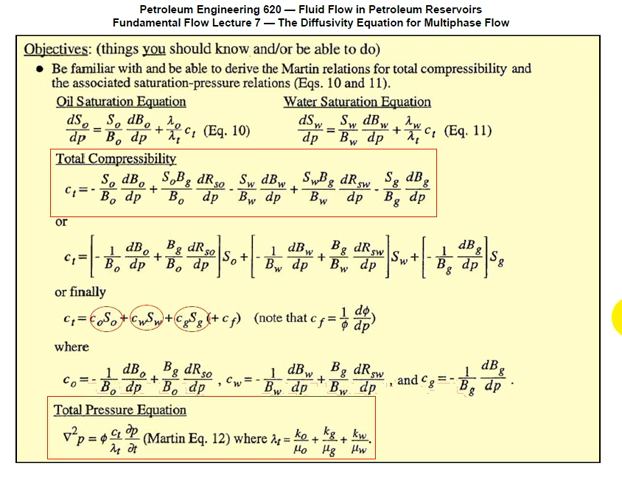 Petroleum Engineering 620 — Fluid Flow in Petroleum Reservoirs
Fundamental Flow Lecture 7 — The Diffusivity Equation for Multiphase Flow
Objectives: (things you should know and/or be able to do)
● Be familiar with and be able to derive the Martin relations for total compressibility and
the associated saturation-pressure relations (Eqs. 10 and 11).
Oil Saturation Equation Water Saturation Equation
dS_o/dp = S_o/B_o dB_o/dp + λ_o/λ_t c_t (Eq. 10) dS_w/dp = S_w/B_w dB_w/dp + λ_w/λ_t c_t (Eq. 11)
Total Compressibility
c_t = - S_o/B_o dB_o/dp + S_oB_g/B_o dR_so/dp - S_w/B_w dB_w/dp + S_wB_g/B_w dR_sw/dp - S_g/B_g dB_g/dp
or
c_t = [- 1/B_o dB_o/dp + B_g/B_o dR_so/dp] S_o + [- 1/B_w dB_w/dp + B_g/B_w dR_sw/dp] S_w + [- 1/B_g dB_g/dp] S_g
or finally
c_t = c_oS_o + c_wS_w + c_gS_g (+ c_f) (note that c_f = 1/ϕ dϕ/dp)
where
c_o = - 1/B_o dB_o/dp + B_g/B_o dR_so/dp , c_w = - 1/B_w dB_w/dp + B_g/B_w dR_sw/dp , and c_g = - 1/B_g dB_g/dp .
Total Pressure Equation
∇²p = ϕ c_t/λ_t ∂p/∂t (Martin Eq. 12) where λ_t = k_o/μ_o + k_g/μ_g + k_w/μ_w.